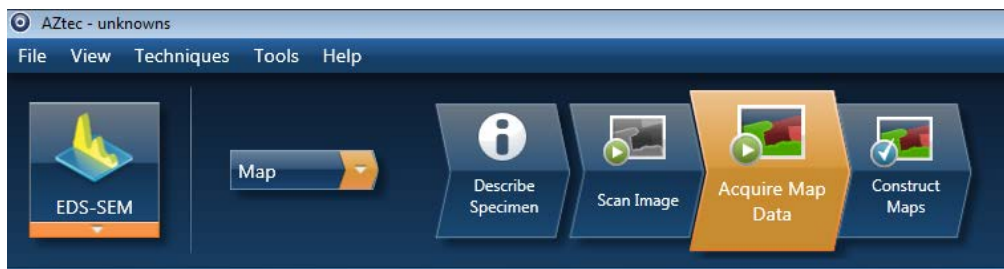 AZtec - unknowns
File View Techniques Tools Help
EDS-SEM
Map
Describe
Specimen
Scan Image
Acquire Map
Data
Construct
Maps